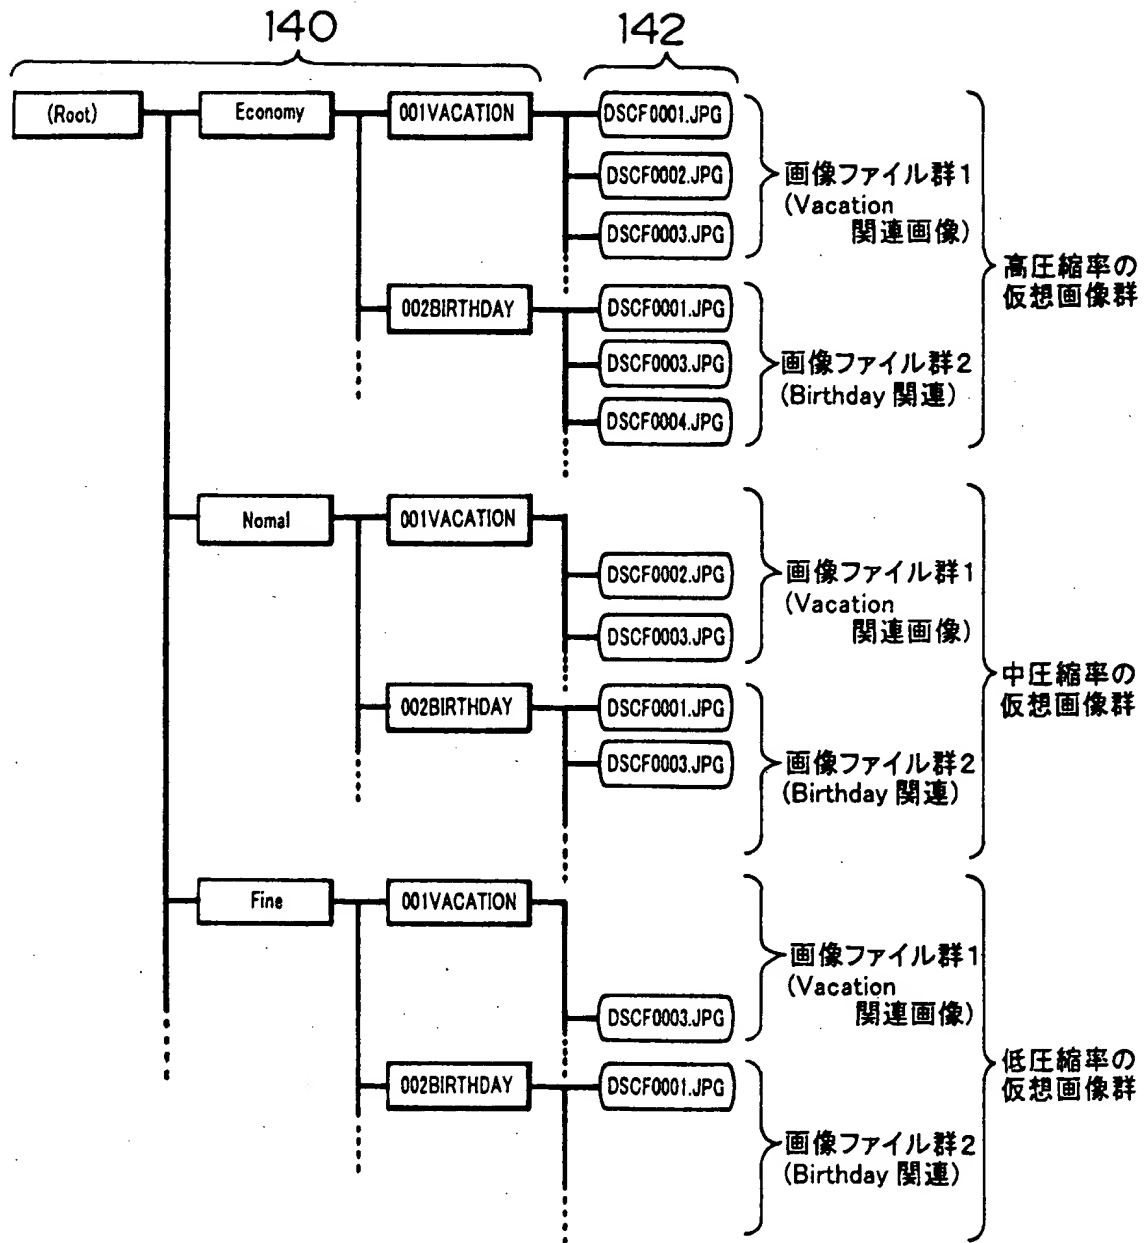 140
142
(Root)
Economy
001VACATION
DSCF0001.JPG
DSCF0002.JPG
DSCF0003.JPG
画像ファイル群1
(Vacation
関連画像)
002BIRTHDAY
DSCF0001.JPG
DSCF0003.JPG
DSCF0004.JPG
画像ファイル群2
(Birthday 関連)
高圧縮率の
仮想画像群
Nomal
001VACATION
DSCF0002.JPG
DSCF0003.JPG
画像ファイル群1
(Vacation
関連画像)
002BIRTHDAY
DSCF0001.JPG
DSCF0003.JPG
画像ファイル群2
(Birthday 関連)
中圧縮率の
仮想画像群
Fine
001VACATION
DSCF0003.JPG
画像ファイル群1
(Vacation
関連画像)
002BIRTHDAY
DSCF0001.JPG
画像ファイル群2
(Birthday 関連)
低圧縮率の
仮想画像群